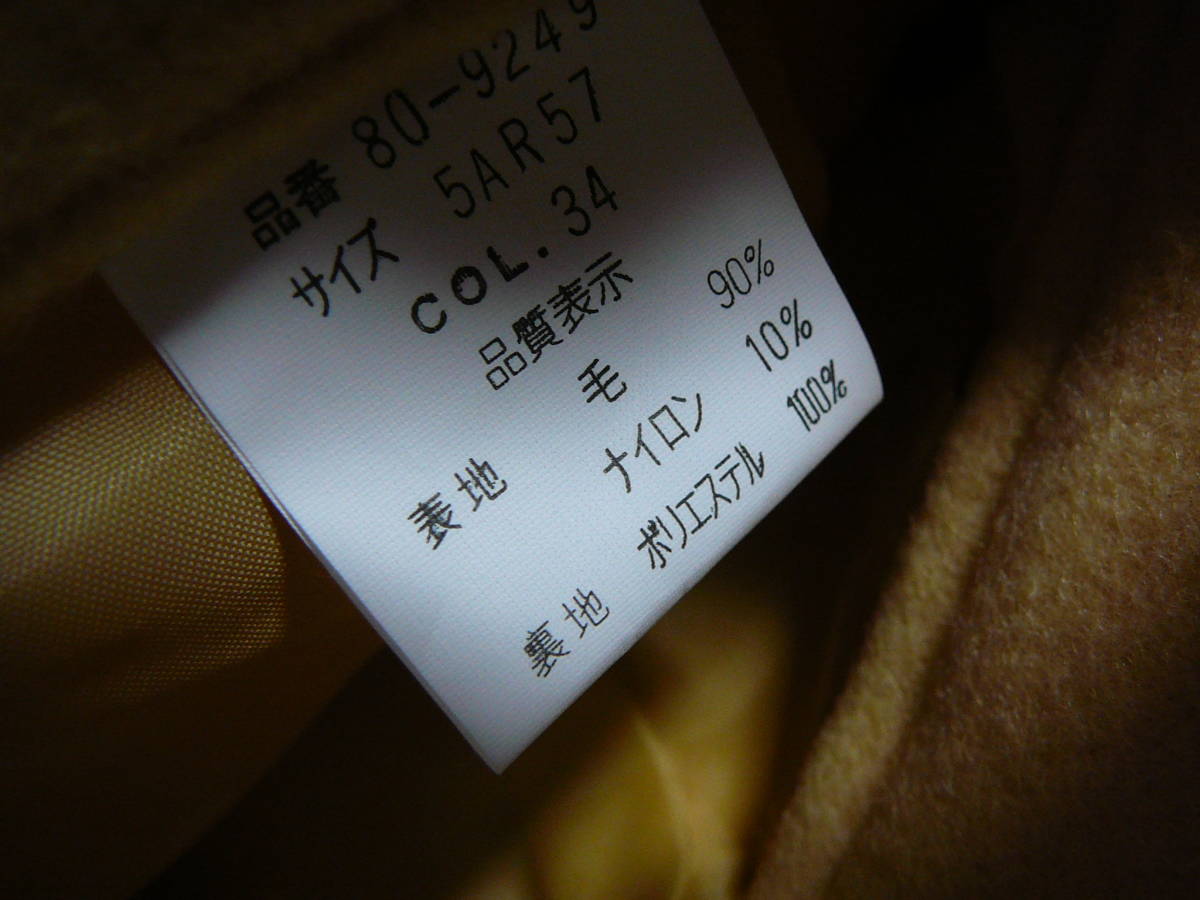 品番 80-9249
サイズ 5AR57
COL. 34
品質表示
表地 毛 90%
ナイロン 10%
裏地 ポリエステル 100%